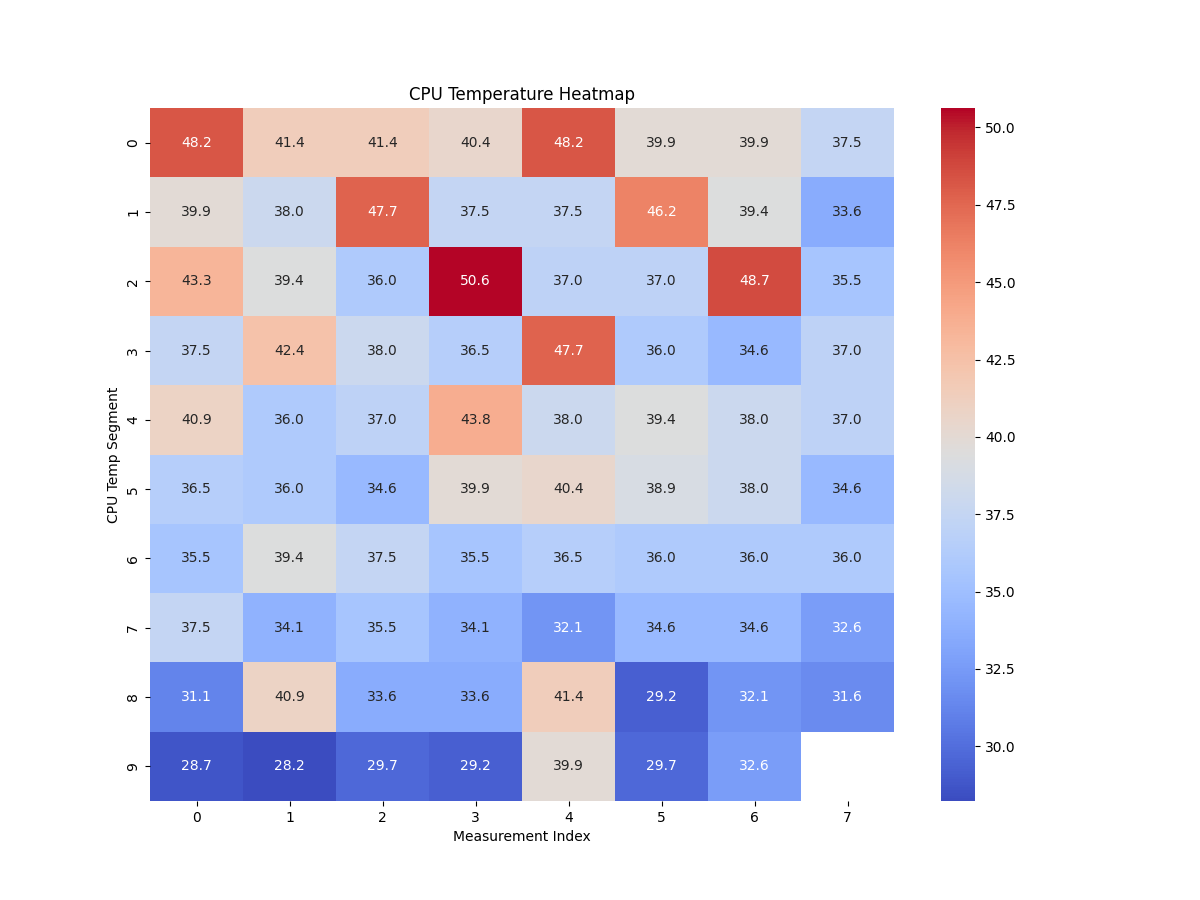 CPU Temperature Heatmap
0 48.2 41.4 41.4 40.4 48.2 39.9 39.9 37.5
1 39.9 38.0 47.7 37.5 37.5 46.2 39.4 33.6
2 43.3 39.4 36.0 50.6 37.0 37.0 48.7 35.5
3 37.5 42.4 38.0 36.5 47.7 36.0 34.6 37.0
4 40.9 36.0 37.0 43.8 38.0 39.4 38.0 37.0
5 36.5 36.0 34.6 39.9 40.4 38.9 38.0 34.6
6 35.5 39.4 37.5 35.5 36.5 36.0 36.0 36.0
7 37.5 34.1 35.5 34.1 32.1 34.6 34.6 32.6
8 31.1 40.9 33.6 33.6 41.4 29.2 32.1 31.6
9 28.7 28.2 29.7 29.2 39.9 29.7 32.6
0 1 2 3 4 5 6 7
Measurement Index
CPU Temp Segment
50.0
47.5
45.0
42.5
40.0
37.5
35.0
32.5
30.0